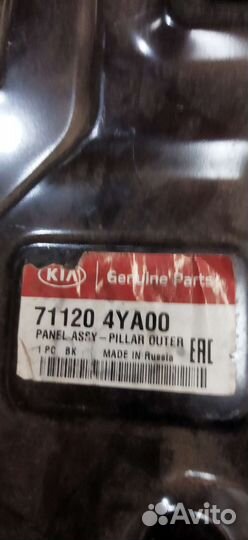 KIA Genuine Parts
71120 4YA00
PANEL ASSY-PILLAR OUTER
1 PC BK MADE IN Russia EAC
Avito